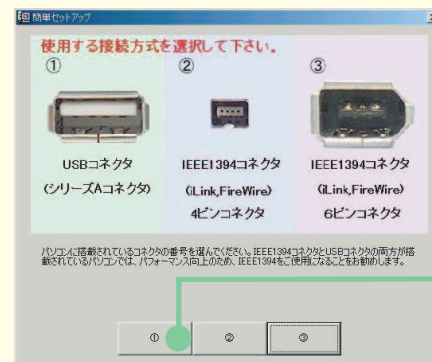 簡単セットアップ
使用する接続方式を選択して下さい。
① ② ③
USBコネクタ
(シリーズAコネクタ)
IEEE1394コネクタ
(iLink,FireWire)
4ピンコネクタ
IEEE1394コネクタ
(iLink,FireWire)
6ピンコネクタ
パソコンに搭載されているコネクタの番号を選んでください。IEEE1394コネクタとUSBコネクタの両方が搭
載されているパソコンでは、パフォーマンス向上のため、IEEE1394をご使用になることをお勧めします。
① ② ③